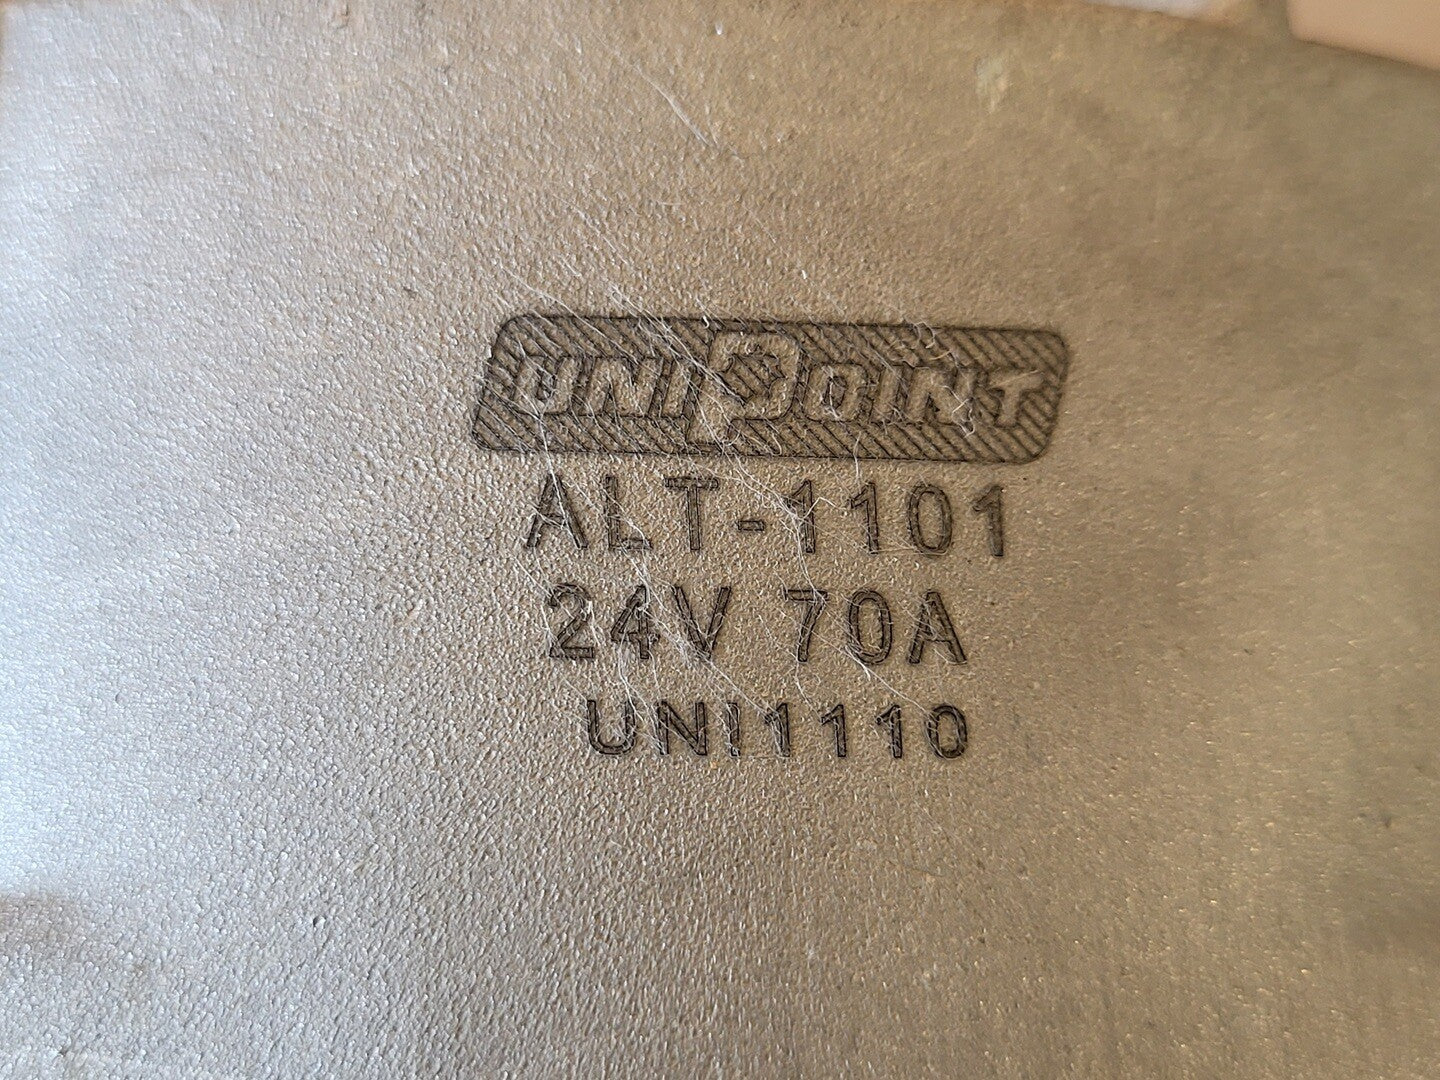 UNIPOINT
ALT-1101
24V 70A
UNI1110